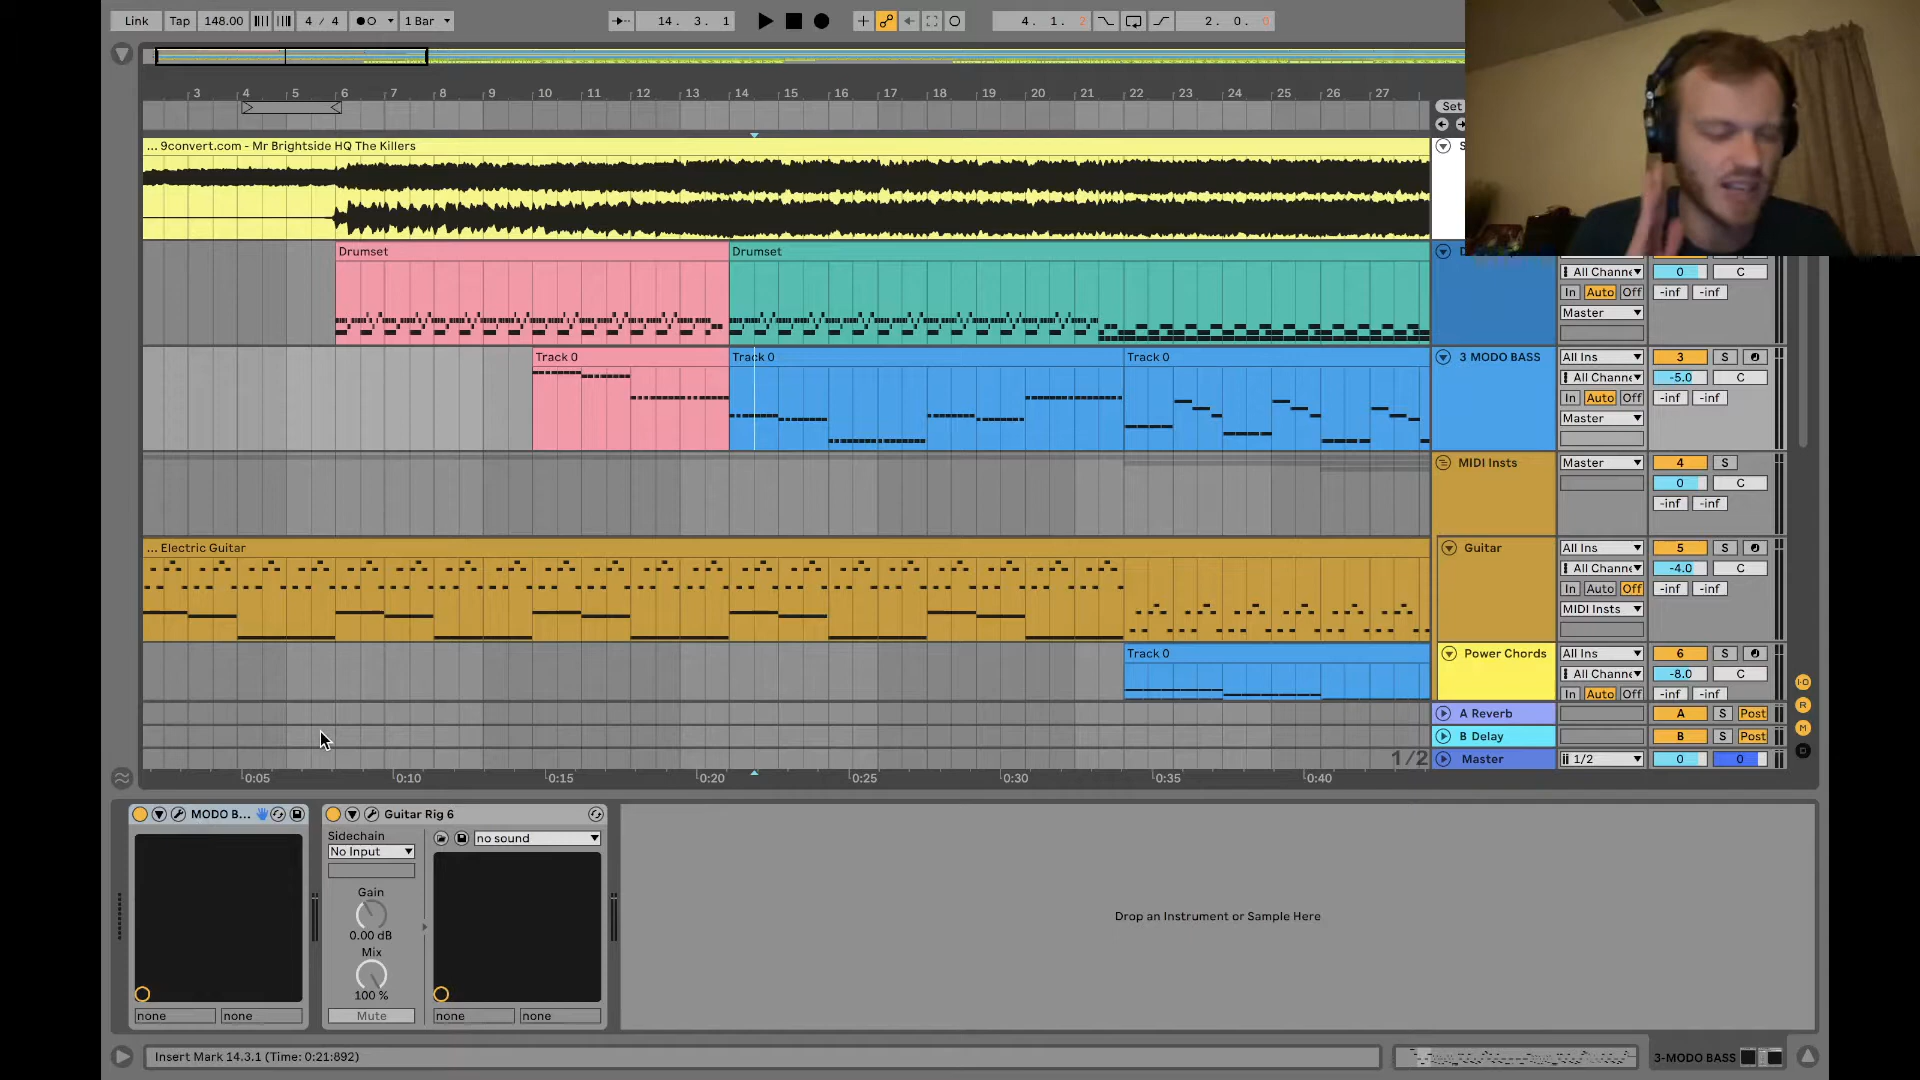 Link Tap 148.00 4 / 4 1 Bar 14. 3. 1 4. 1. 2 2. 0. 0
3 4 5 6 7 8 9 10 11 12 13 14 15 16 17 18 19 20 21 22 23 24 25 26 27
Set
... 9convert.com - Mr Brightside HQ The Killers
S
Drumset Drumset
All Channe 0 C
In Auto Off -inf -inf
Master
Track 0 Track 0 Track 0 3 MODO BASS All Ins 3 S
All Channe -5.0 C
In Auto Off -inf -inf
Master
MIDI Insts Master 4 S
0 C
-inf -inf
... Electric Guitar Guitar All Ins 5 S
All Channe -4.0 C
In Auto Off -inf -inf
MIDI Insts
Track 0 Power Chords All Ins 6 S
All Channe -8.0 C
In Auto Off -inf -inf
A Reverb A S Post
B Delay B S Post
1/2 Master 1/2 0 0
0:05 0:10 0:15 0:20 0:25 0:30 0:35 0:40
I·O
R
M
D
MODO B... Guitar Rig 6
Sidechain
No Input
no sound
Gain
0.00 dB
Mix
100 %
Mute
none none none none
Drop an Instrument or Sample Here
Insert Mark 14.3.1 (Time: 0:21:892) 3-MODO BASS